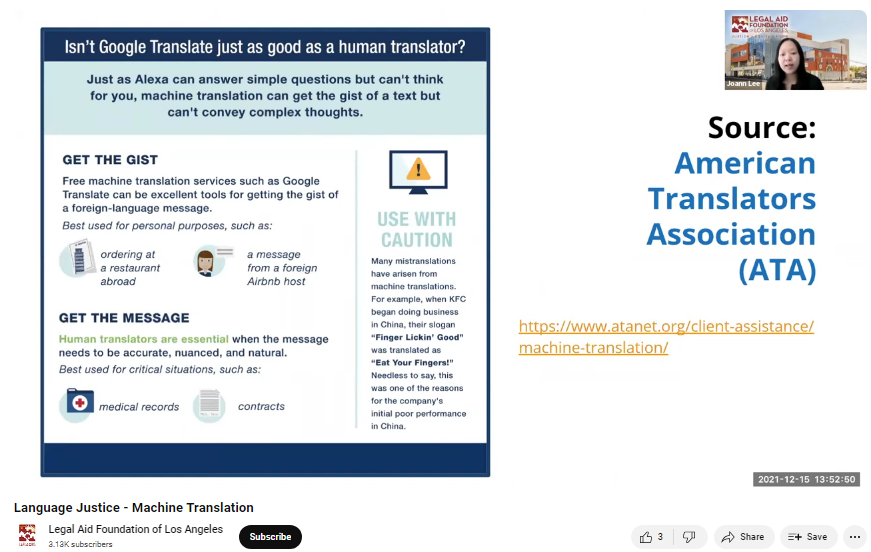 Isn't Google Translate just as good as a human translator?
Just as Alexa can answer simple questions but can't think
for you, machine translation can get the gist of a text but
can't convey complex thoughts.
GET THE GIST
Free machine translation services such as Google
Translate can be excellent tools for getting the gist of
a foreign-language message.
Best used for personal purposes, such as:
ordering at
a restaurant
abroad
a message
from a foreign
Airbnb host
GET THE MESSAGE
Human translators are essential when the message
needs to be accurate, nuanced, and natural.
Best used for critical situations, such as:
medical records
contracts
USE WITH
CAUTION
Many mistranslations
have arisen from
machine translations.
For example, when KFC
began doing business
in China, their slogan
“Finger Lickin’ Good”
was translated as
“Eat Your Fingers!”
Needless to say, this
was one of the reasons
for the company's
initial poor performance
in China.
LEGAL AID
FOUNDATION
OF LOS ANGELES
Joann Lee
Source:
American
Translators
Association
(ATA)
https://www.atanet.org/client-assistance/
machine-translation/
2021-12-15 13:52:50
Language Justice - Machine Translation
Legal Aid Foundation of Los Angeles
3.13K subscribers
Subscribe
3
Share
Save